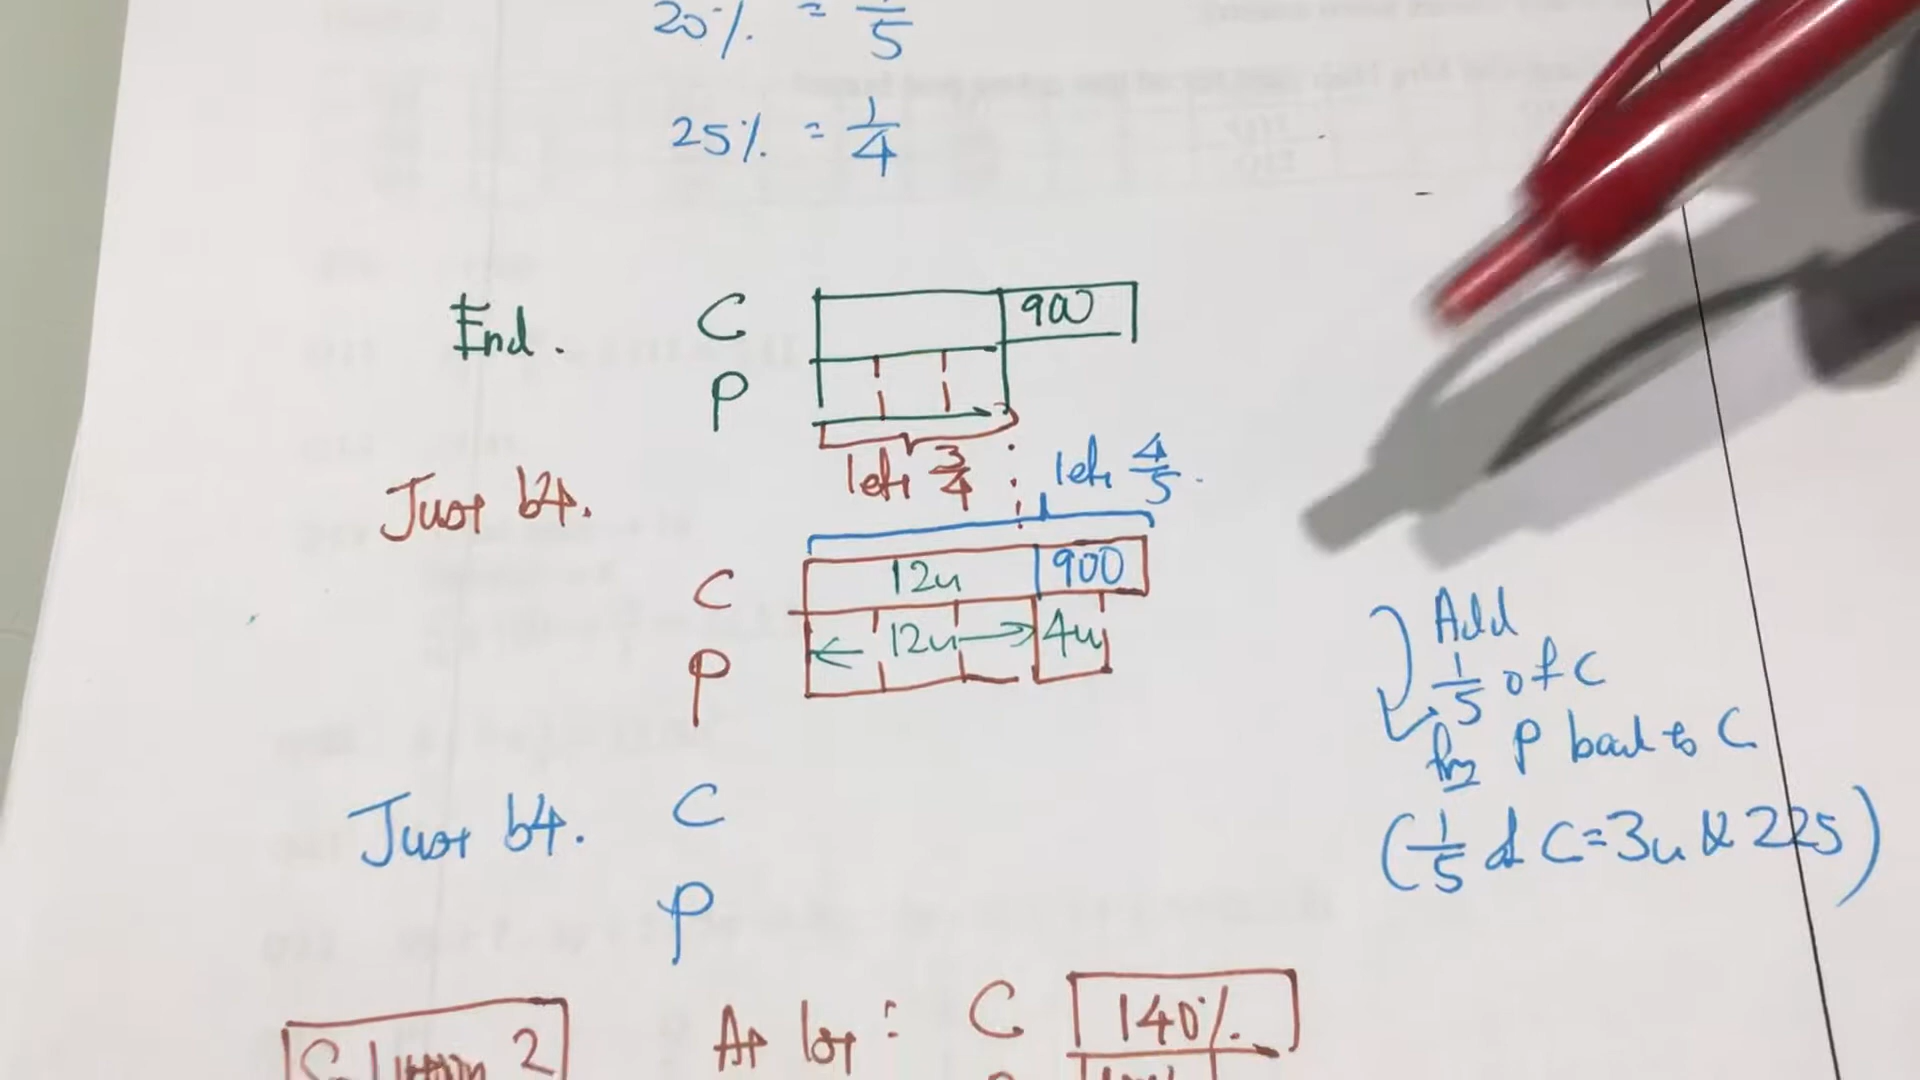 20% = 1/5
25% = 1/4
End. C 900
P
left 3/4 left 4/5.
Just b4.
C 12u 900
P 12u 4u
Add
1/5 of C
from P back to C
Just b4. C
(1/5 of C = 3u & 225)
P
Solution 2
At 1st : C 140%